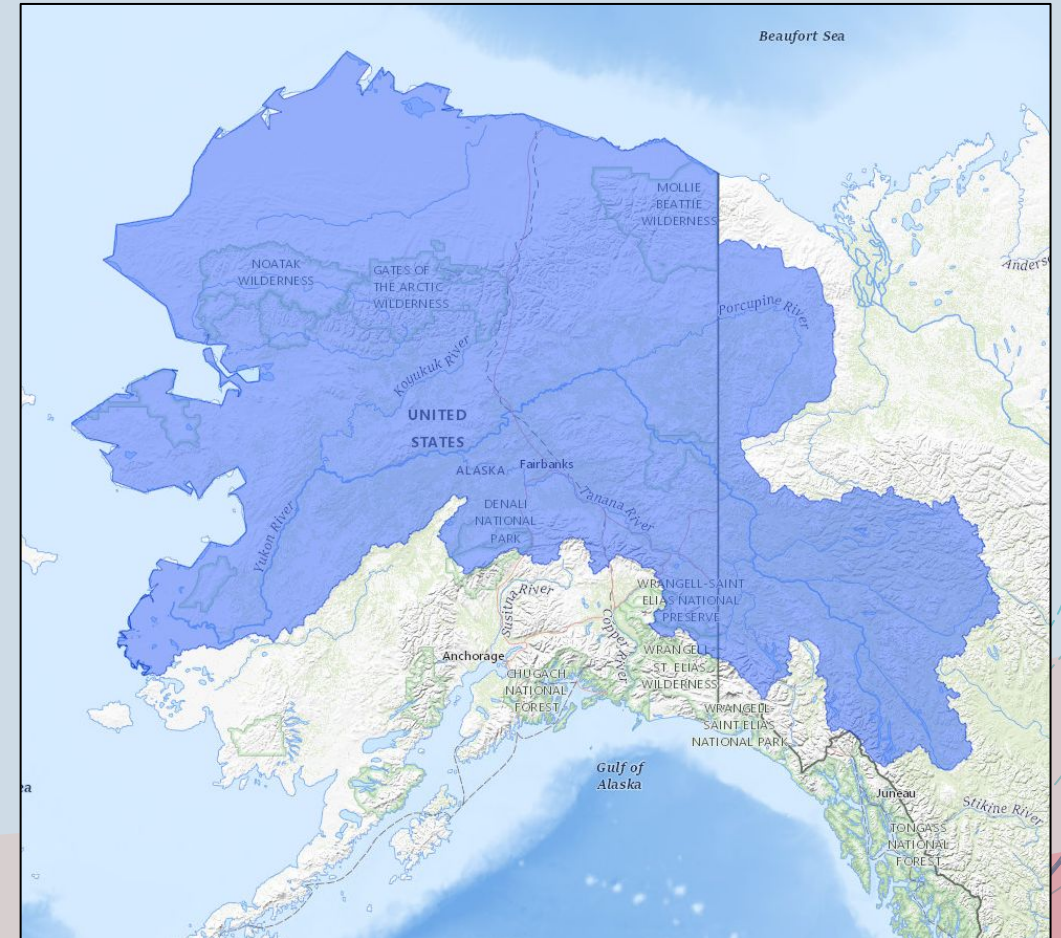 Beaufort Sea
MOLLIE
BEATTIE
WILDERNESS
NOATAK
WILDERNESS
GATES OF
THE ARCTIC
WILDERNESS
Porcupine River
Koyukuk River
UNITED
STATES
ALASKA
Fairbanks
DENALI
NATIONAL
PARK
Tanana River
Yukon River
WRANGELL-SAINT
ELIAS NATIONAL
PRESERVE
Susitna River
Copper River
Anchorage
WRANGELL
ST ELIAS
WILDERNESS
CHUGACH
NATIONAL
FOREST
WRANGELL-
SAINT ELIAS
NATIONAL PARK
Gulf of
Alaska
Juneau
Stikine River
TONGASS
NATIONAL
FOREST